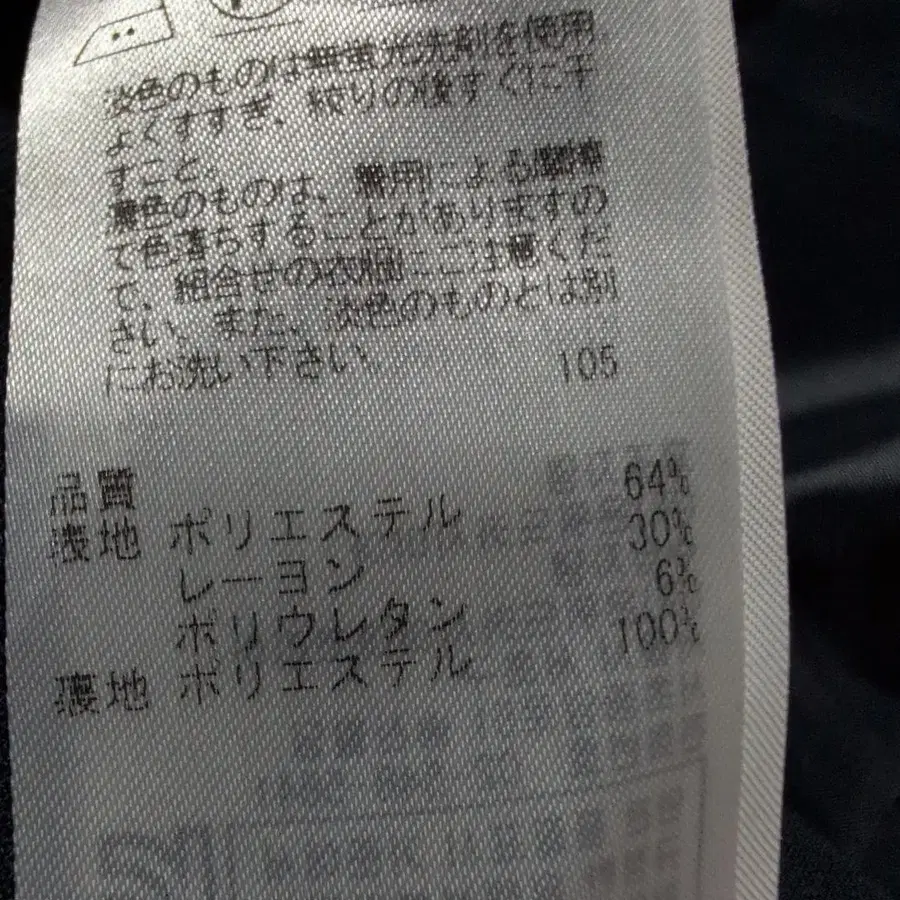 淡色のものは無蛍光洗剤を使用
よくすすぎ、絞りの後すぐに干
すこと。
濃色のものは、着用による摩擦
で色落ちすることがありますの
で、組合せの衣服にご注意くだ
さい。また、淡色のものとは別
にお洗い下さい。 105
品質
表地 ポリエステル 64%
レーヨン 30%
ポリウレタン 6%
裏地 ポリエステル 100%